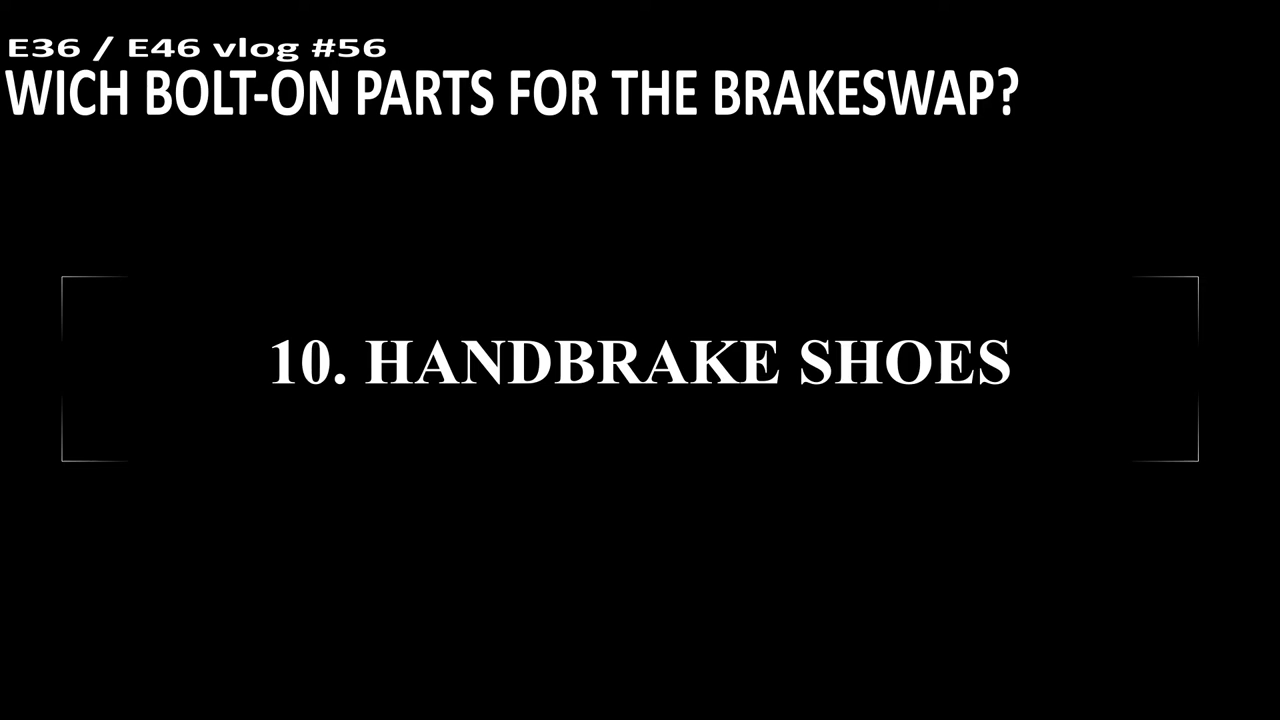 E36 / E46 vlog #56
WICH BOLT-ON PARTS FOR THE BRAKESWAP?
10. HANDBRAKE SHOES